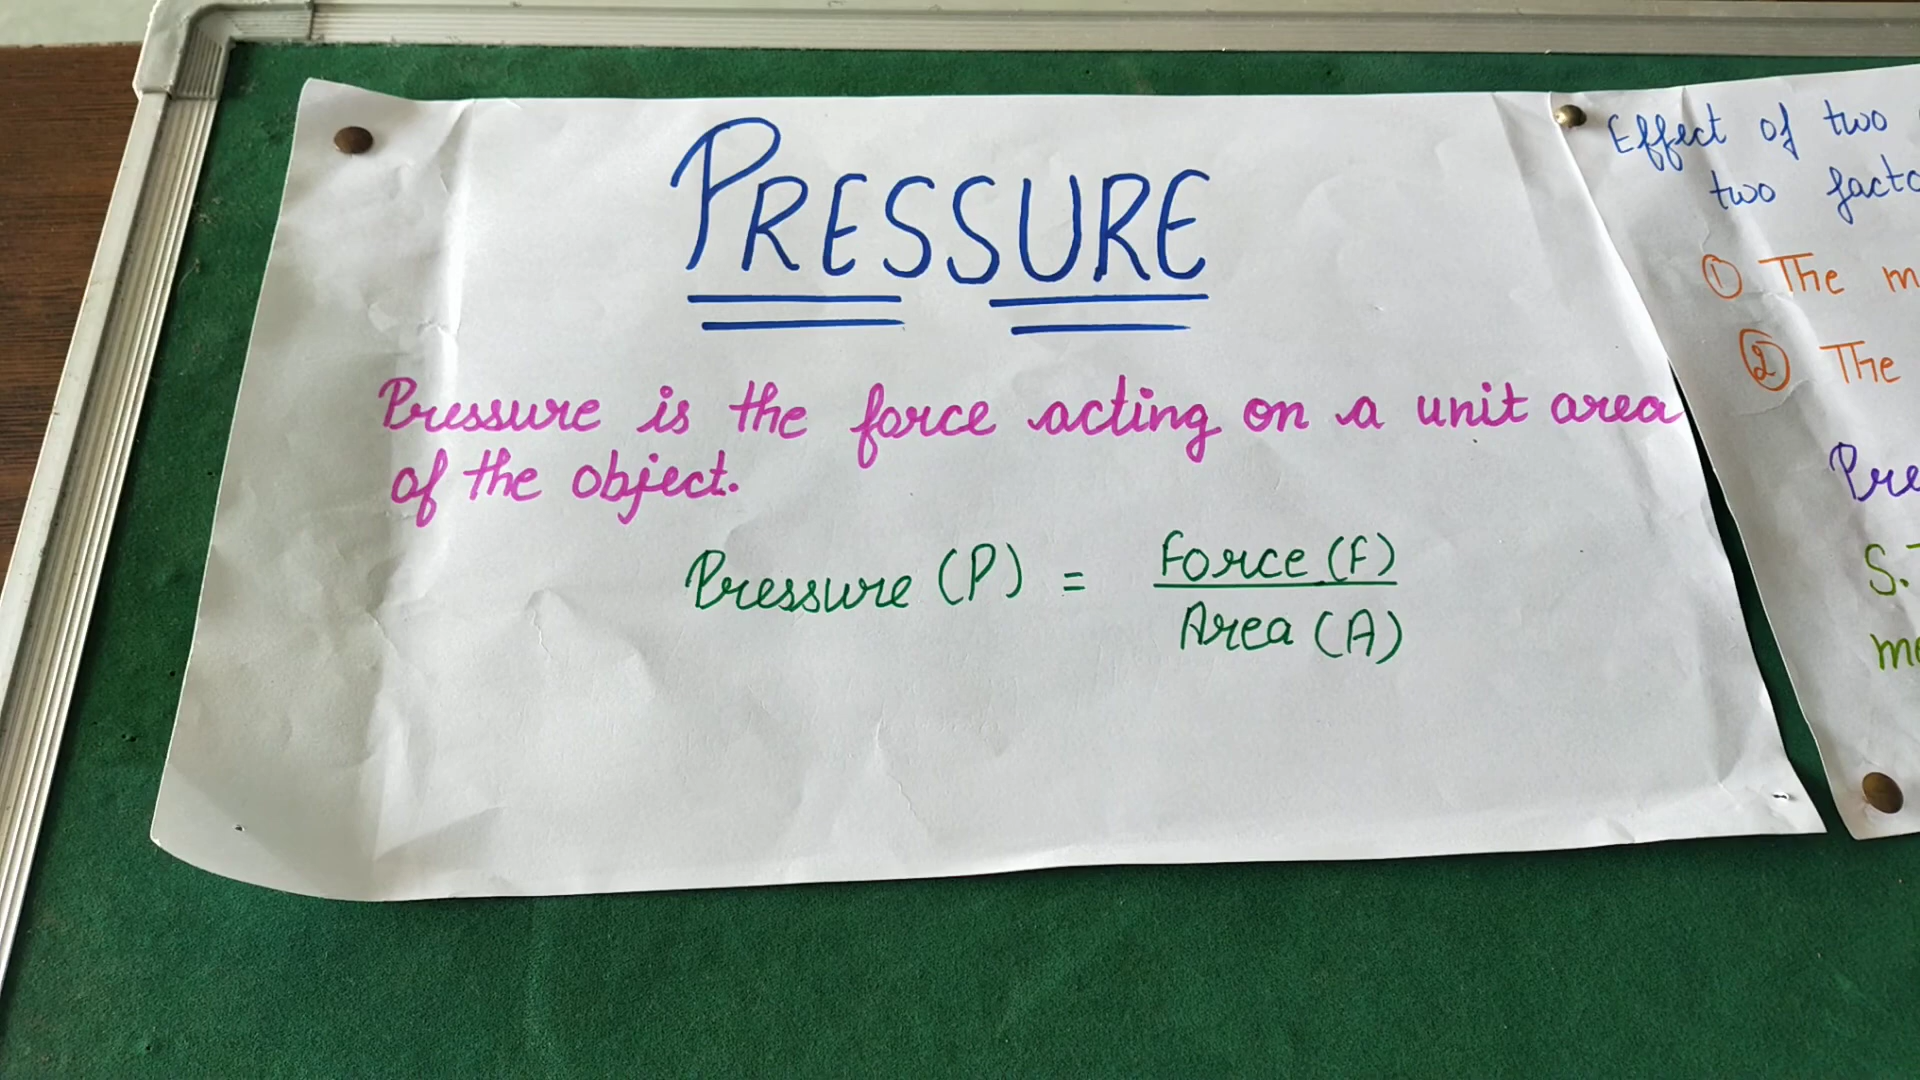 PRESSURE
Pressure is the force acting on a unit area
of the object.
Pressure (P) = Force (F)
Area (A)
Effect of two
two
① The
② The